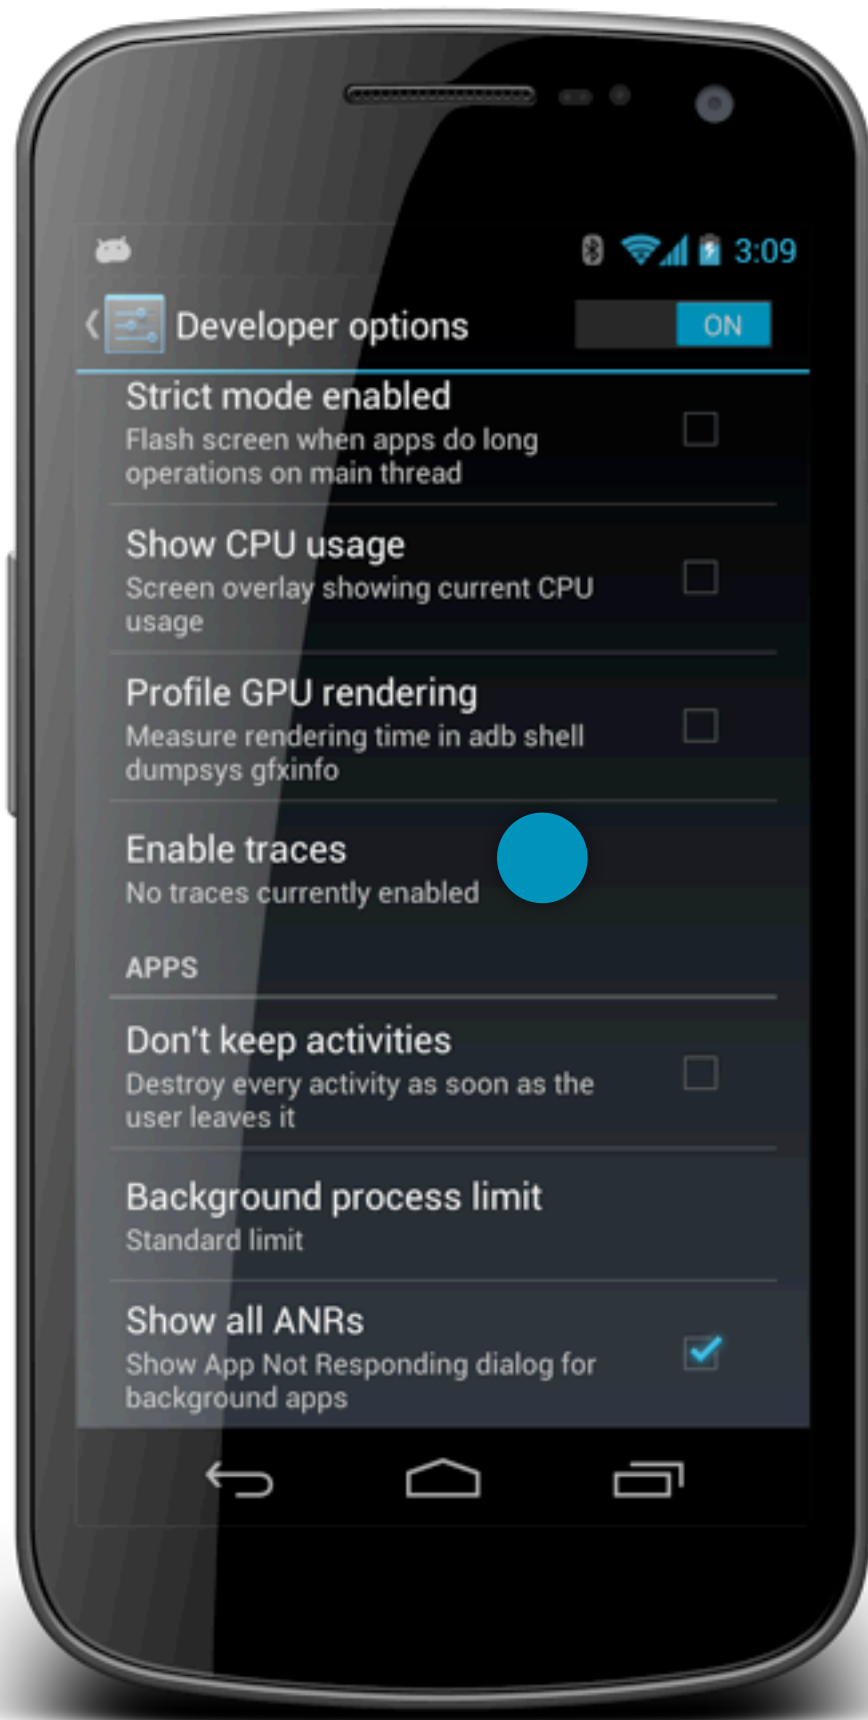 3:09
Developer options
ON
Strict mode enabled
Flash screen when apps do long
operations on main thread
Show CPU usage
Screen overlay showing current CPU
usage
Profile GPU rendering
Measure rendering time in adb shell
dumpsys gfxinfo
Enable traces
No traces currently enabled
APPS
Don't keep activities
Destroy every activity as soon as the
user leaves it
Background process limit
Standard limit
Show all ANRs
Show App Not Responding dialog for
background apps